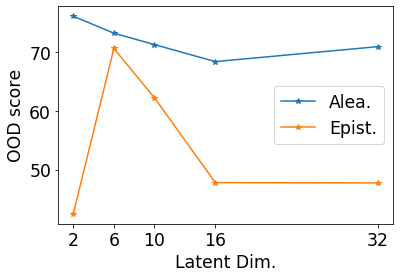 OOD score
70
60
50
Alea.
Epist.
2 6 10 16 32
Latent Dim.